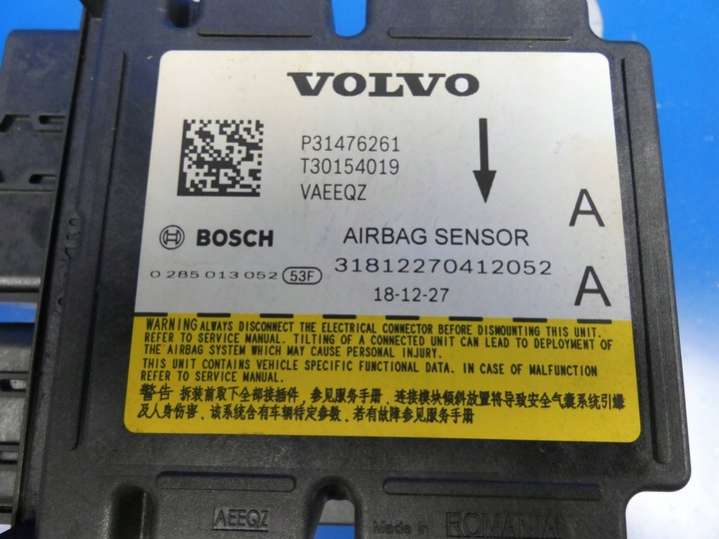 VOLVO
P31476261
T30154019
VAEEQZ
A
BOSCH
AIRBAG SENSOR
0 285 013 052 53F
31812270412052
A
18-12-27
WARNING ALWAYS DISCONNECT THE ELECTRICAL CONNECTOR BEFORE DISMOUNTING THIS UNIT.
REFER TO SERVICE MANUAL. TILTING OF A CONNECTED UNIT CAN LEAD TO DEPLOYMENT OF
THE AIRBAG SYSTEM WHICH MAY CAUSE PERSONAL INJURY.
THIS UNIT CONTAINS VEHICLE SPECIFIC FUNCTIONAL DATA. IN CASE OF MALFUNCTION
REFER TO SERVICE MANUAL.
警告 拆装前取下全部接插件，参见服务手册．连接模块倾斜放置将导致安全气囊系统引爆
及人身伤害．该系统含有车辆特定参数．若有故障参见服务手册
AEEQZ
Made in ROMANIA